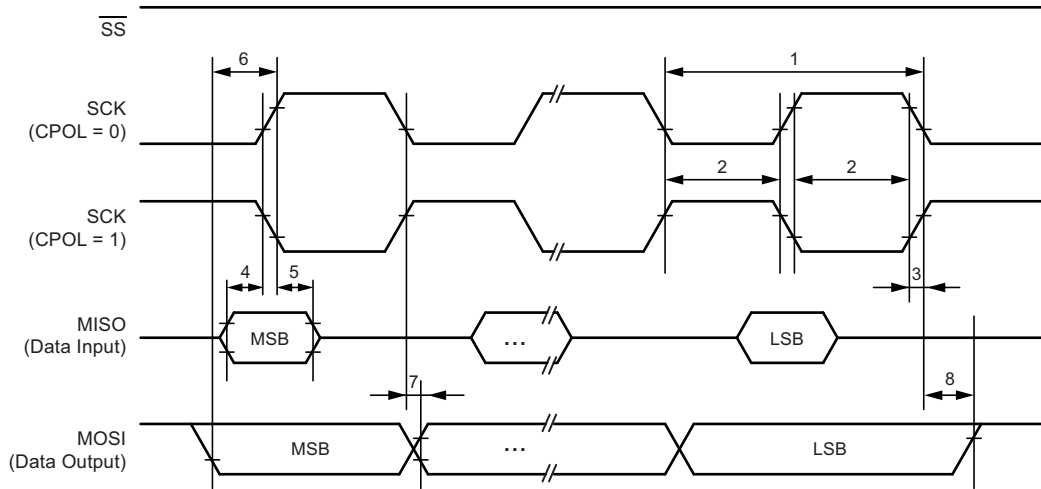 SS
6
1
SCK
(CPOL = 0)
2
2
SCK
(CPOL = 1)
4
5
3
MISO
(Data Input)
MSB
...
LSB
7
8
MOSI
(Data Output)
MSB
...
LSB